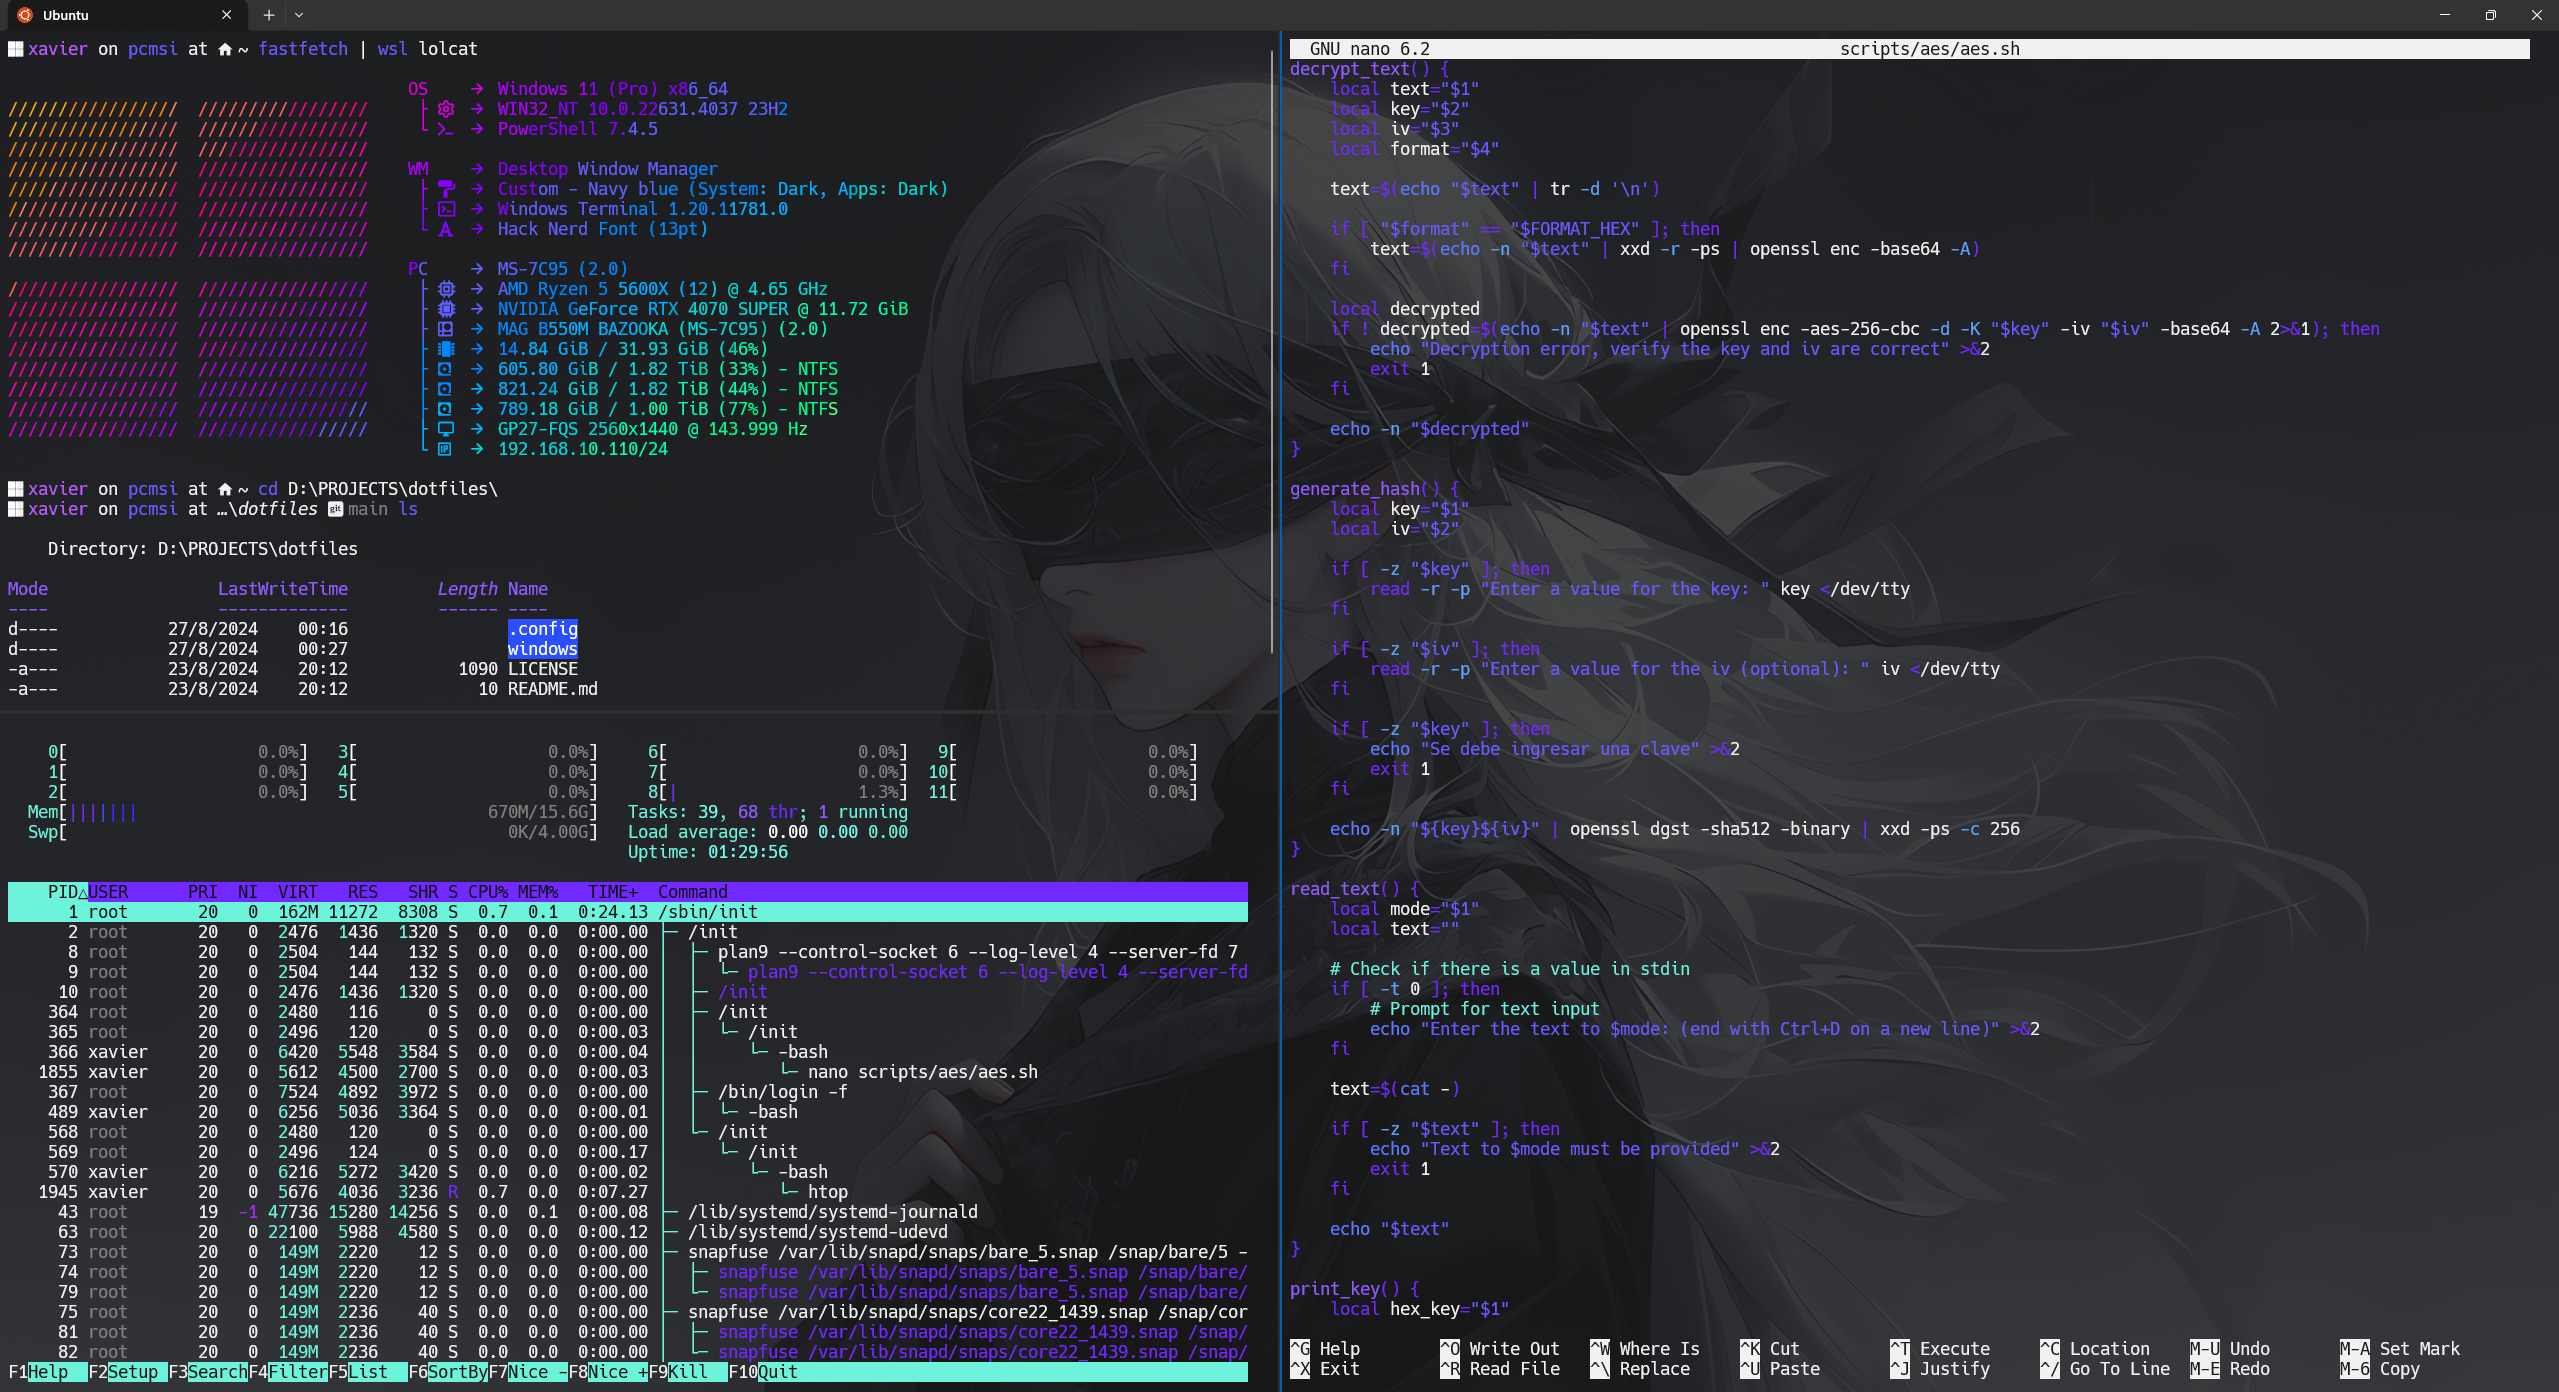 Ubuntu
xavier on pcmsi at ~ fastfetch | wsl lolcat
OS → Windows 11 (Pro) x86_64
→ WIN32_NT 10.0.22631.4037 23H2
→ PowerShell 7.4.5
WM → Desktop Window Manager
→ Custom - Navy blue (System: Dark, Apps: Dark)
→ Windows Terminal 1.20.11781.0
→ Hack Nerd Font (13pt)
PC → MS-7C95 (2.0)
→ AMD Ryzen 5 5600X (12) @ 4.65 GHz
→ NVIDIA GeForce RTX 4070 SUPER @ 11.72 GiB
→ MAG B550M BAZOOKA (MS-7C95) (2.0)
→ 14.84 GiB / 31.93 GiB (46%)
→ 605.80 GiB / 1.82 TiB (33%) - NTFS
→ 821.24 GiB / 1.82 TiB (44%) - NTFS
→ 789.18 GiB / 1.00 TiB (77%) - NTFS
→ GP27-FQS 2560x1440 @ 143.999 Hz
→ 192.168.10.110/24
xavier on pcmsi at ~ cd D:\PROJECTS\dotfiles\
xavier on pcmsi at …\dotfiles git main ls
Directory: D:\PROJECTS\dotfiles
Mode LastWriteTime Length Name
---- ------------- ------ ----
d---- 27/8/2024 00:16 .config
d---- 27/8/2024 00:27 windows
-a--- 23/8/2024 20:12 1090 LICENSE
-a--- 23/8/2024 20:12 10 README.md
0[ 0.0%] 3[ 0.0%] 6[ 0.0%] 9[ 0.0%]
1[ 0.0%] 4[ 0.0%] 7[ 0.0%] 10[ 0.0%]
2[ 0.0%] 5[ 0.0%] 8[| 1.3%] 11[ 0.0%]
Mem[||||||| 670M/15.6G] Tasks: 39, 68 thr; 1 running
Swp[ 0K/4.00G] Load average: 0.00 0.00 0.00
Uptime: 01:29:56
PID△USER PRI NI VIRT RES SHR S CPU% MEM% TIME+ Command
1 root 20 0 162M 11272 8308 S 0.7 0.1 0:24.13 /sbin/init
2 root 20 0 2476 1436 1320 S 0.0 0.0 0:00.00 ├─ /init
8 root 20 0 2504 144 132 S 0.0 0.0 0:00.00 │ ├─ plan9 --control-socket 6 --log-level 4 --server-fd 7
9 root 20 0 2504 144 132 S 0.0 0.0 0:00.00 │ │ └─ plan9 --control-socket 6 --log-level 4 --server-fd
10 root 20 0 2476 1436 1320 S 0.0 0.0 0:00.00 │ ├─ /init
364 root 20 0 2480 116 0 S 0.0 0.0 0:00.00 │ ├─ /init
365 root 20 0 2496 120 0 S 0.0 0.0 0:00.03 │ │ └─ /init
366 xavier 20 0 6420 5548 3584 S 0.0 0.0 0:00.04 │ │ └─ -bash
1855 xavier 20 0 5612 4500 2700 S 0.0 0.0 0:00.03 │ │ └─ nano scripts/aes/aes.sh
367 root 20 0 7524 4892 3972 S 0.0 0.0 0:00.00 │ ├─ /bin/login -f
489 xavier 20 0 6256 5036 3364 S 0.0 0.0 0:00.01 │ │ └─ -bash
568 root 20 0 2480 120 0 S 0.0 0.0 0:00.00 │ └─ /init
569 root 20 0 2496 124 0 S 0.0 0.0 0:00.17 │ └─ /init
570 xavier 20 0 6216 5272 3420 S 0.0 0.0 0:00.02 │ └─ -bash
1945 xavier 20 0 5676 4036 3236 R 0.7 0.0 0:07.27 │ └─ htop
43 root 19 -1 47736 15280 14256 S 0.0 0.1 0:00.08 ├─ /lib/systemd/systemd-journald
63 root 20 0 22100 5988 4580 S 0.0 0.0 0:00.12 ├─ /lib/systemd/systemd-udevd
73 root 20 0 149M 2220 12 S 0.0 0.0 0:00.00 ├─ snapfuse /var/lib/snapd/snaps/bare_5.snap /snap/bare/5 -
74 root 20 0 149M 2220 12 S 0.0 0.0 0:00.00 │ ├─ snapfuse /var/lib/snapd/snaps/bare_5.snap /snap/bare/
79 root 20 0 149M 2220 12 S 0.0 0.0 0:00.00 │ └─ snapfuse /var/lib/snapd/snaps/bare_5.snap /snap/bare/
75 root 20 0 149M 2236 40 S 0.0 0.0 0:00.00 ├─ snapfuse /var/lib/snapd/snaps/core22_1439.snap /snap/cor
81 root 20 0 149M 2236 40 S 0.0 0.0 0:00.00 │ ├─ snapfuse /var/lib/snapd/snaps/core22_1439.snap /snap/
82 root 20 0 149M 2236 40 S 0.0 0.0 0:00.00 │ └─ snapfuse /var/lib/snapd/snaps/core22_1439.snap /snap/
F1Help F2Setup F3SearchF4FilterF5List F6SortByF7Nice -F8Nice +F9Kill F10Quit
GNU nano 6.2 scripts/aes/aes.sh
decrypt_text() {
local text="$1"
local key="$2"
local iv="$3"
local format="$4"
text=$(echo "$text" | tr -d '\n')
if [ "$format" == "$FORMAT_HEX" ]; then
text=$(echo -n "$text" | xxd -r -ps | openssl enc -base64 -A)
fi
local decrypted
if ! decrypted=$(echo -n "$text" | openssl enc -aes-256-cbc -d -K "$key" -iv "$iv" -base64 -A 2>&1); then
echo "Decryption error, verify the key and iv are correct" >&2
exit 1
fi
echo -n "$decrypted"
}
generate_hash() {
local key="$1"
local iv="$2"
if [ -z "$key" ]; then
read -r -p "Enter a value for the key: " key </dev/tty
fi
if [ -z "$iv" ]; then
read -r -p "Enter a value for the iv (optional): " iv </dev/tty
fi
if [ -z "$key" ]; then
echo "Se debe ingresar una clave" >&2
exit 1
fi
echo -n "${key}${iv}" | openssl dgst -sha512 -binary | xxd -ps -c 256
}
read_text() {
local mode="$1"
local text=""
# Check if there is a value in stdin
if [ -t 0 ]; then
# Prompt for text input
echo "Enter the text to $mode: (end with Ctrl+D on a new line)" >&2
fi
text=$(cat -)
if [ -z "$text" ]; then
echo "Text to $mode must be provided" >&2
exit 1
fi
echo "$text"
}
print_key() {
local hex_key="$1"
^G Help ^O Write Out ^W Where Is ^K Cut ^T Execute ^C Location M-U Undo M-A Set Mark
^X Exit ^R Read File ^\ Replace ^U Paste ^J Justify ^/ Go To Line M-E Redo M-6 Copy